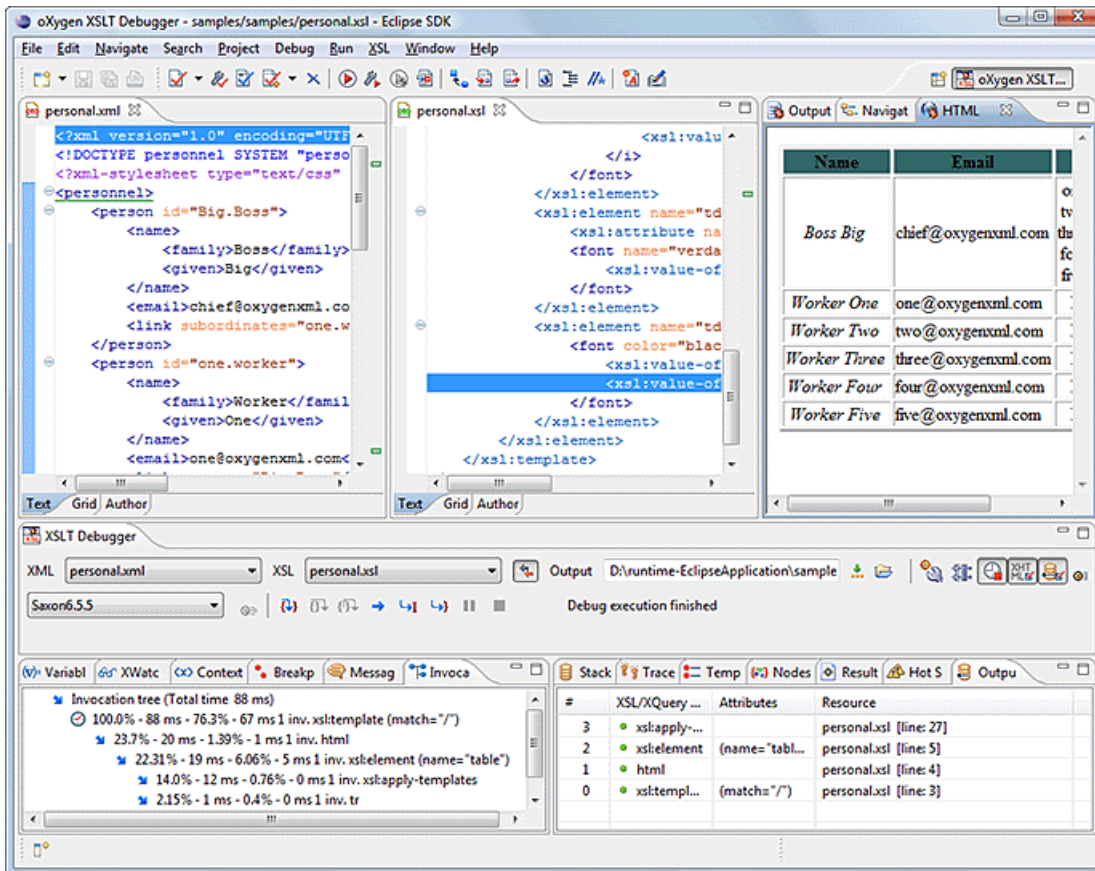 oXygen XSLT Debugger - samples/samples/personal.xsl - Eclipse SDK
File Edit Navigate Search Project Debug Run XSL Window Help
oXygen XSLT...
personal.xml
<?xml version="1.0" encoding="UTF
<!DOCTYPE personnel SYSTEM "perso
<?xml-stylesheet type="text/css"
<personnel>
<person id="Big.Boss">
<name>
<family>Boss</family>
<given>Big</given>
</name>
<email>chief@oxygenxml.co
<link subordinates="one.w
</person>
<person id="one.worker">
<name>
<family>Worker</famil
<given>One</given>
</name>
<email>one@oxygenxml.com<
Text Grid Author
personal.xsl
<xsl:valu
</i>
</font>
</xsl:element>
<xsl:element name="td
<xsl:attribute na
<font name="verda
<xsl:value-of
</font>
</xsl:element>
<xsl:element name="td
<font color="blac
<xsl:value-of
<xsl:value-of
</font>
</xsl:element>
</xsl:element>
</xsl:template>
Text Grid Author
Output Navigat HTML
Name Email
Boss Big chief@oxygenxml.com
Worker One one@oxygenxml.com
Worker Two two@oxygenxml.com
Worker Three three@oxygenxml.com
Worker Four four@oxygenxml.com
Worker Five five@oxygenxml.com
XSLT Debugger
XML personal.xml XSL personal.xsl Output D:\runtime-EclipseApplication\sample
Saxon6.5.5 Debug execution finished
Variabl XWatc Context Breakp Messag Invoca
Invocation tree (Total time 88 ms)
100.0% - 88 ms - 76.3% - 67 ms 1 inv. xsl:template (match="/")
23.7% - 20 ms - 1.39% - 1 ms 1 inv. html
22.31% - 19 ms - 6.06% - 5 ms 1 inv. xsl:element (name="table")
14.0% - 12 ms - 0.76% - 0 ms 1 inv. xsl:apply-templates
2.15% - 1 ms - 0.4% - 0 ms 1 inv. tr
Stack Trace Temp Nodes Result Hot S Outpu
# XSL/XQuery ... Attributes Resource
3 xsl:apply-... personal.xsl [line: 27]
2 xsl:element (name="tabl... personal.xsl [line: 5]
1 html personal.xsl [line: 4]
0 xsl:templ... (match="/") personal.xsl [line: 3]